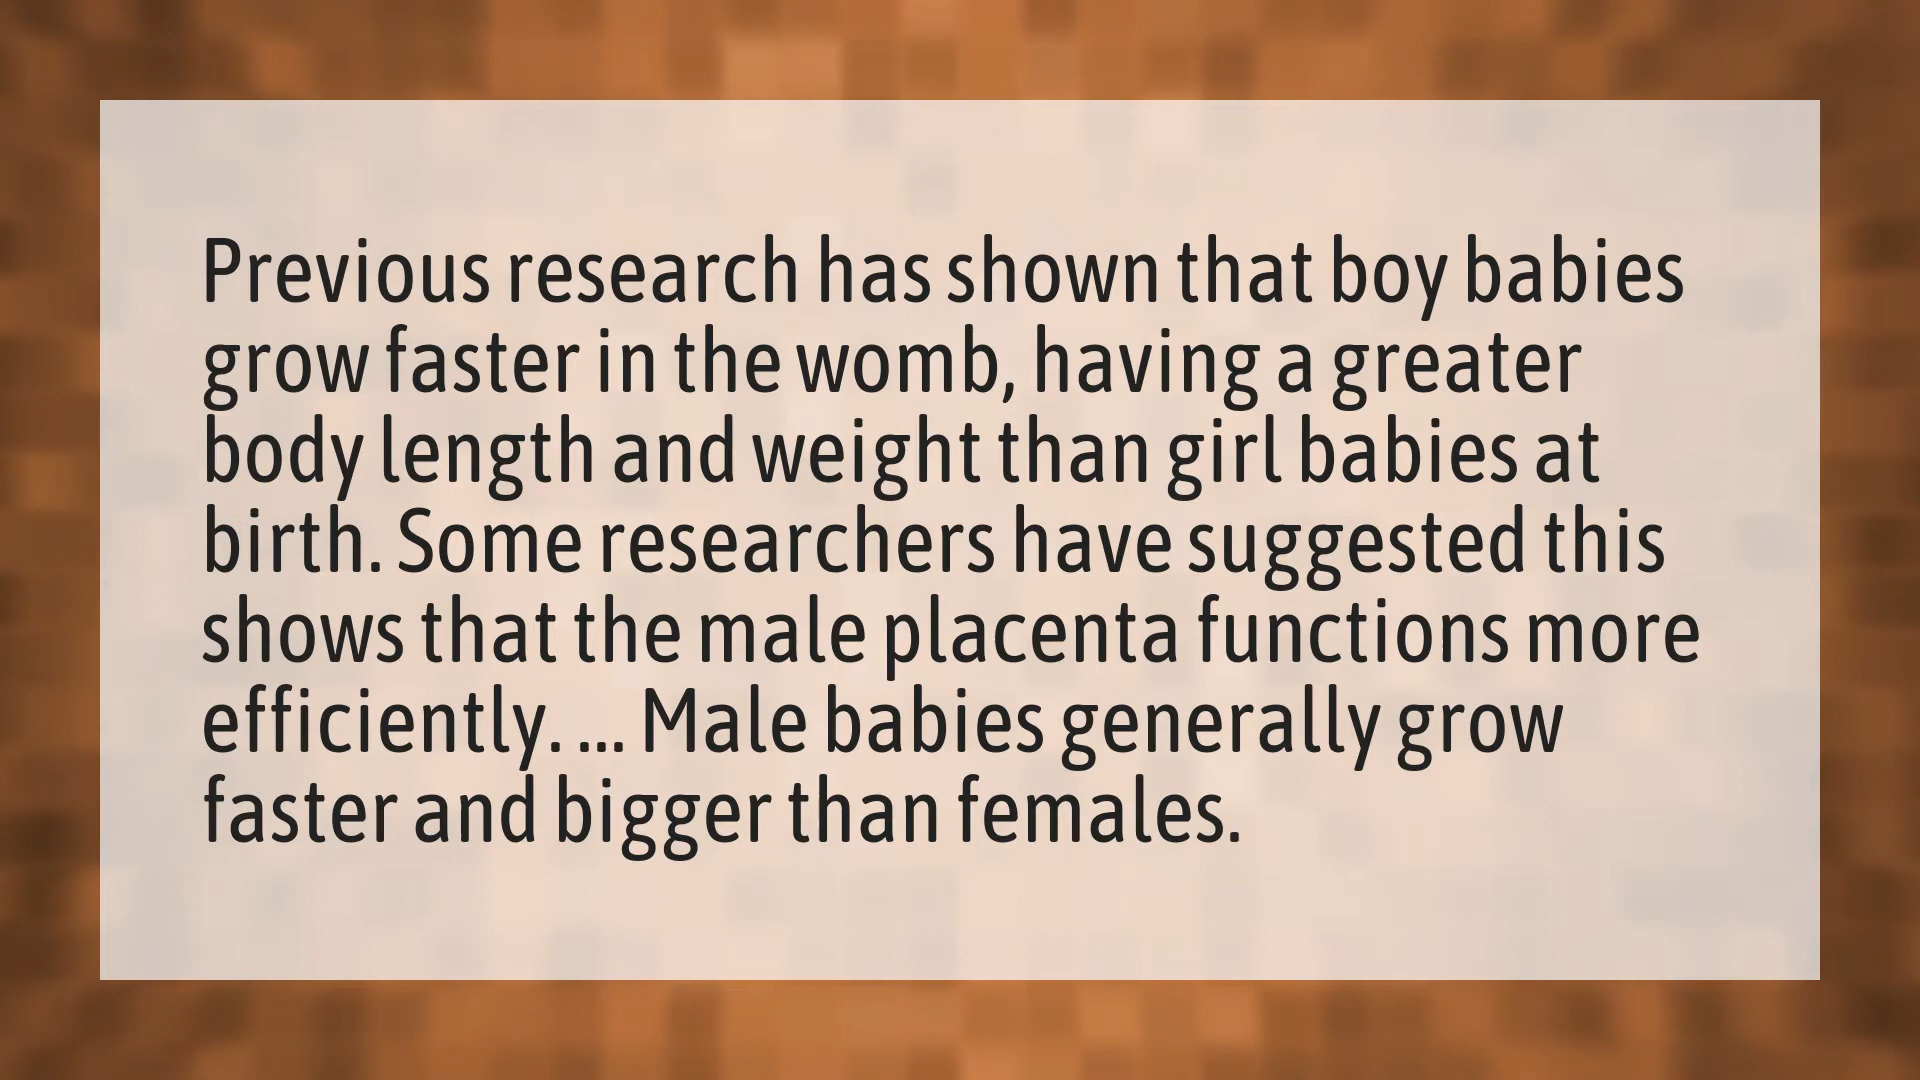 Previous research has shown that boy babies
grow faster in the womb, having a greater
body length and weight than girl babies at
birth. Some researchers have suggested this
shows that the male placenta functions more
efficiently. ... Male babies generally grow
faster and bigger than females.